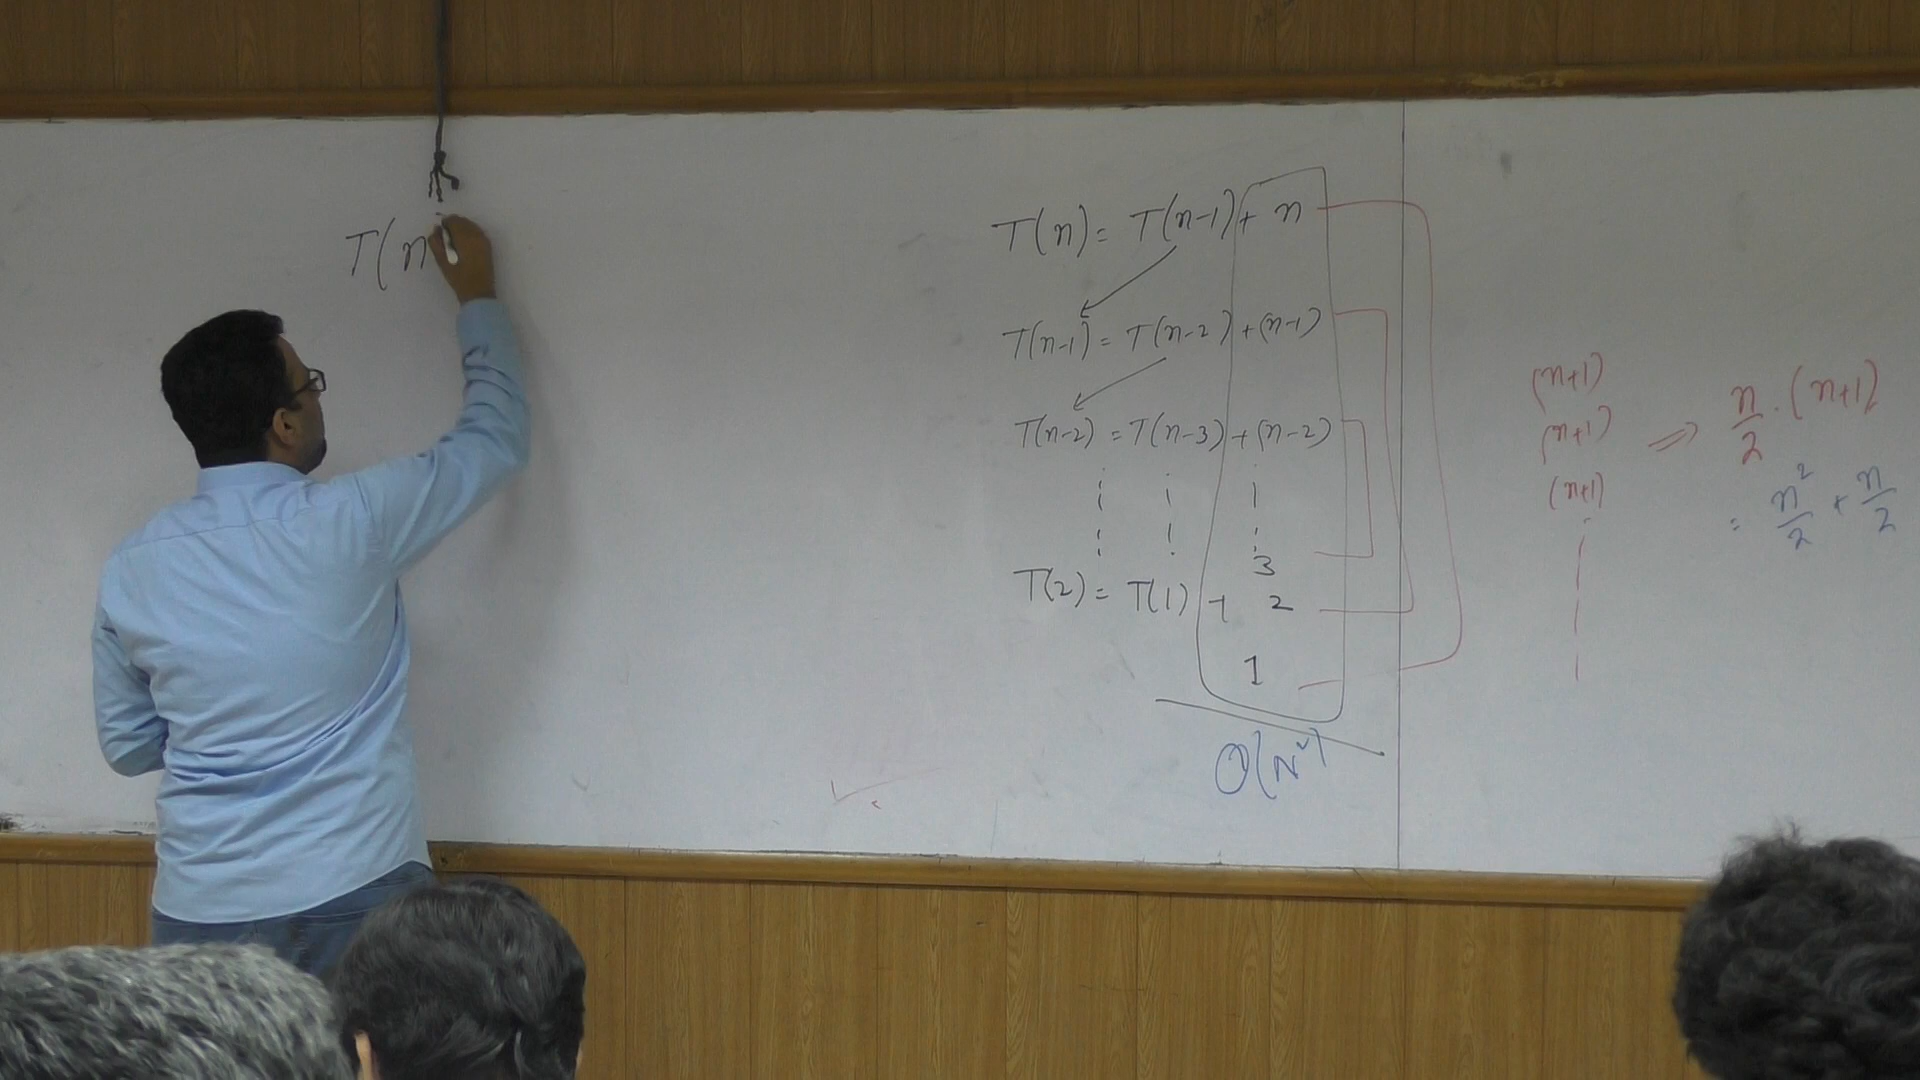 T(n
T(n) = T(n-1) + n
T(n-1) = T(n-2) + (n-1)
T(n-2) = T(n-3) + (n-2)
3
T(2) = T(1) + 2
1
O(N²)
(n+1)
(n+1)
(n+1)
⇒ n/2 . (n+1)
= n²/2 + n/2